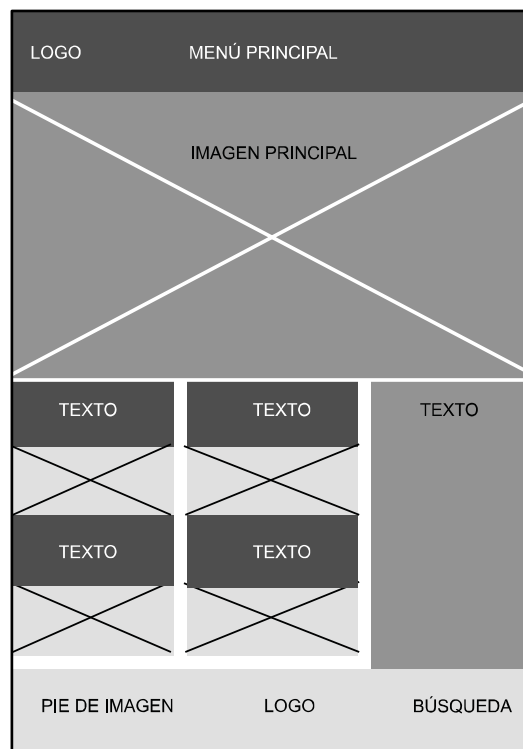 LOGO MENÚ PRINCIPAL
IMAGEN PRINCIPAL
TEXTO TEXTO TEXTO
TEXTO TEXTO
PIE DE IMAGEN LOGO BÚSQUEDA